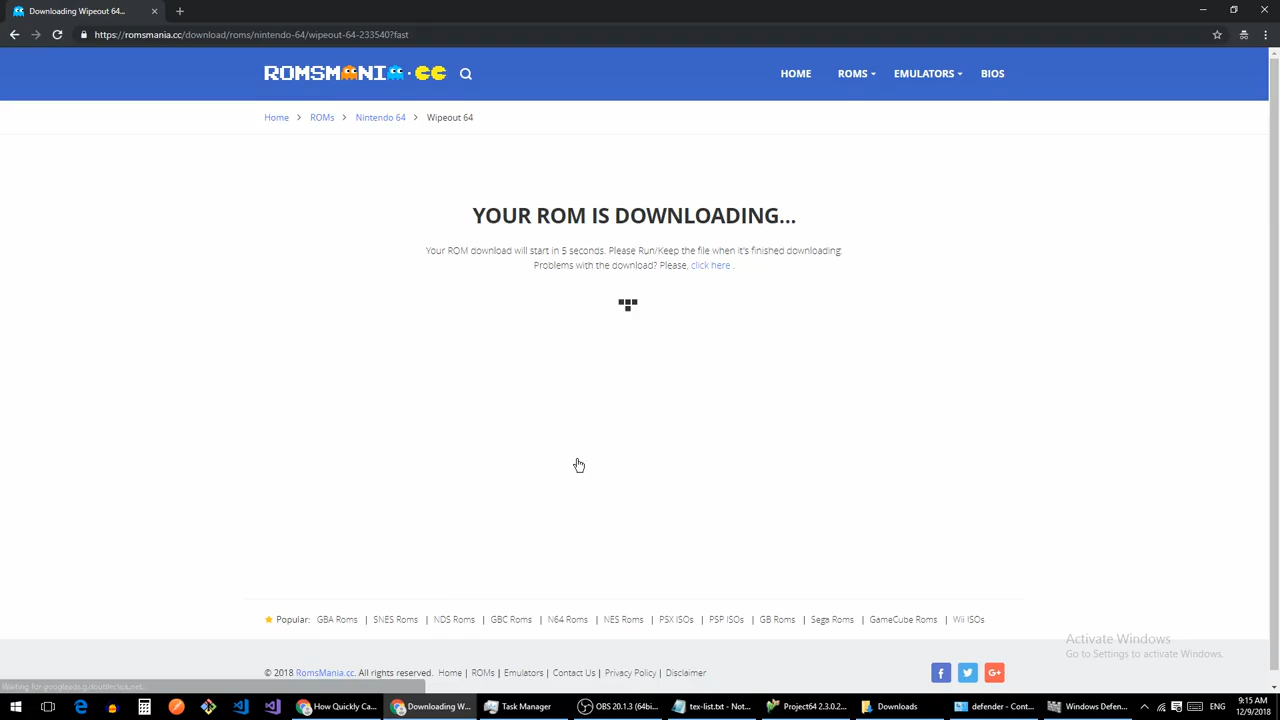 Downloading Wipeout 64...
https://romsmania.cc/download/roms/nintendo-64/wipeout-64-233540?fast
ROMSMANIA.CC
HOME ROMS EMULATORS BIOS
Home > ROMs > Nintendo 64 > Wipeout 64
YOUR ROM IS DOWNLOADING...
Your ROM download will start in 5 seconds. Please Run/Keep the file when it's finished downloading.
Problems with the download? Please, click here .
Popular: GBA Roms | SNES Roms | NDS Roms | GBC Roms | N64 Roms | NES Roms | PSX ISOs | PSP ISOs | GB Roms | Sega Roms | GameCube Roms | Wii ISOs
Activate Windows
Go to Settings to activate Windows.
© 2018 RomsMania.cc. All rights reserved. Home | ROMs | Emulators | Contact Us | Privacy Policy | Disclaimer
Waiting for googleads.g.doubleclick.net...
How Quickly Ca... Downloading W... Task Manager OBS 20.1.3 (64bi... tex-list.txt - Not... Project64 2.3.0.2... Downloads defender - Cont... Windows Defen... ENG 9:15 AM
12/9/2018